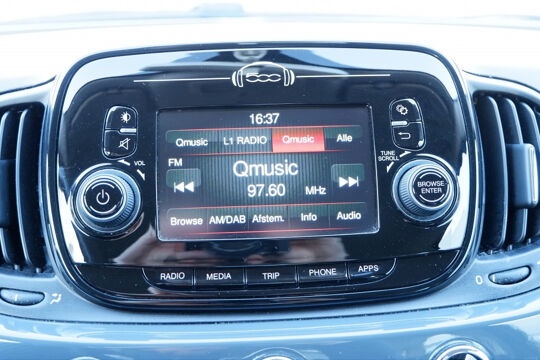 500
16:37
Qmusic L1 RADIO Qmusic Alle
FM
Qmusic
97.60 MHz
Browse AM/DAB Afstem. Info Audio
VOL
TUNE
SCROLL
BROWSE
ENTER
RADIO MEDIA TRIP PHONE APPS
0